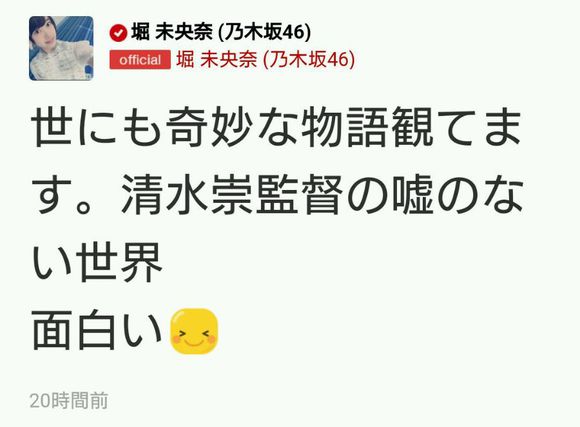 堀 未央奈 (乃木坂46)
official 堀 未央奈 (乃木坂46)
世にも奇妙な物語観てま
す。清水崇監督の嘘のな
い世界
面白い
20時間前